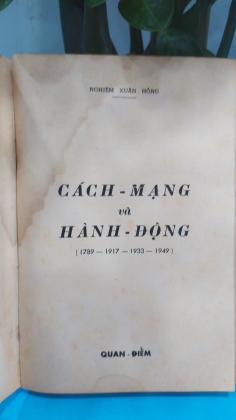 NGHIÊM XUÂN HỒNG
CÁCH-MẠNG
và
HÀNH-ĐỘNG
( 1789 — 1917 — 1933 — 1949 )
QUAN-ĐIỂM